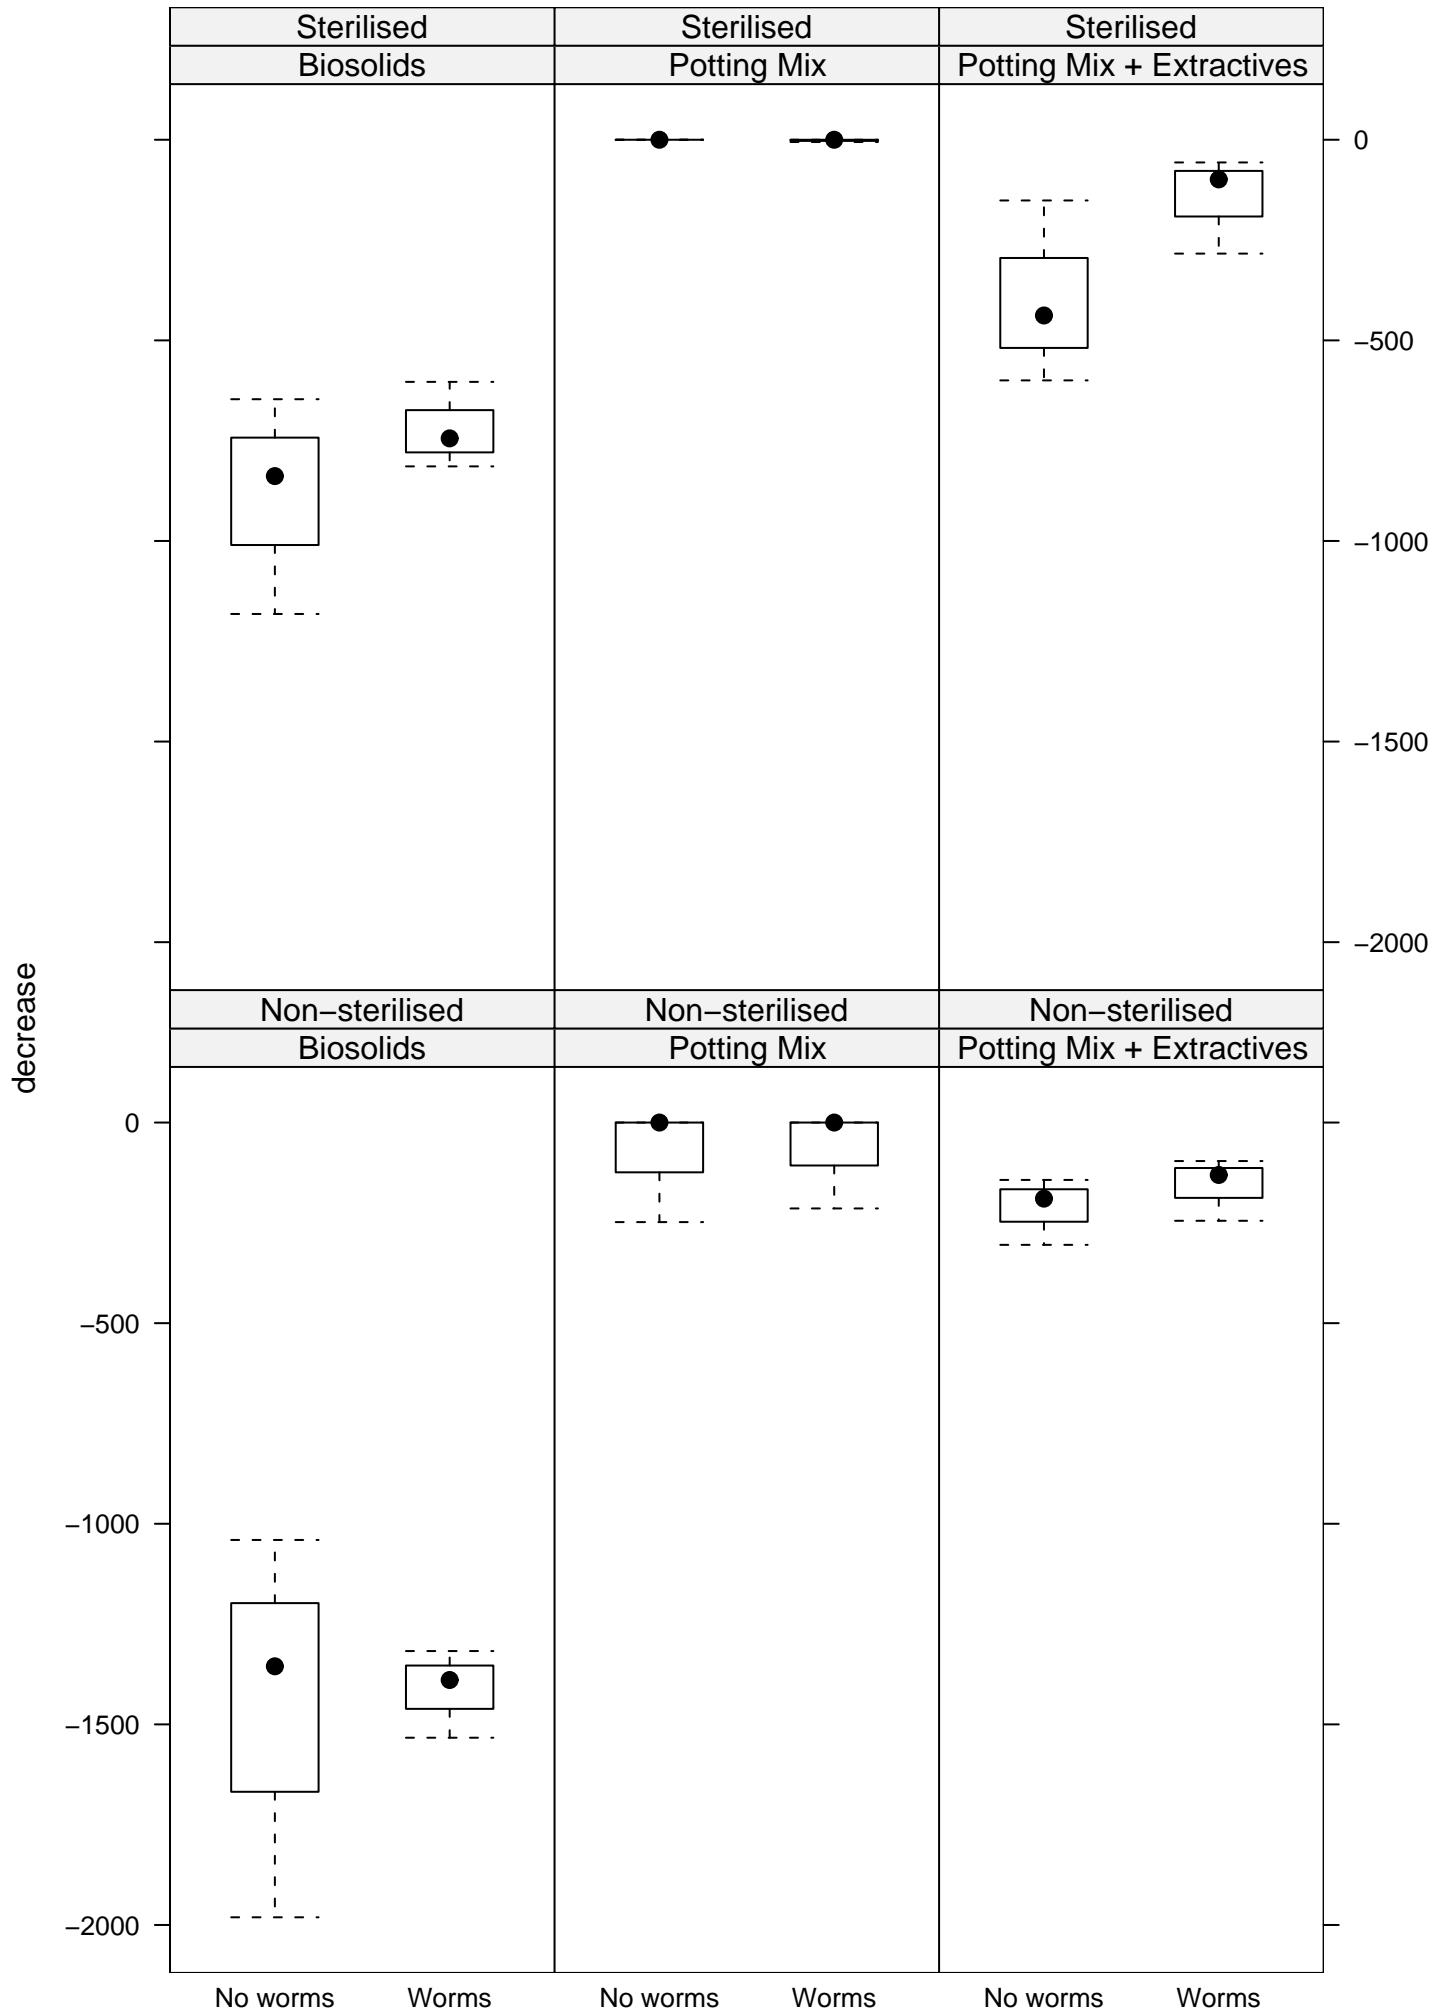 Sterilised Sterilised Sterilised
Biosolids Potting Mix Potting Mix + Extractives
0
−500
−1000
−1500
−2000
decrease
Non−sterilised Non−sterilised Non−sterilised
Biosolids Potting Mix Potting Mix + Extractives
0
−500
−1000
−1500
−2000
No worms Worms No worms Worms No worms Worms